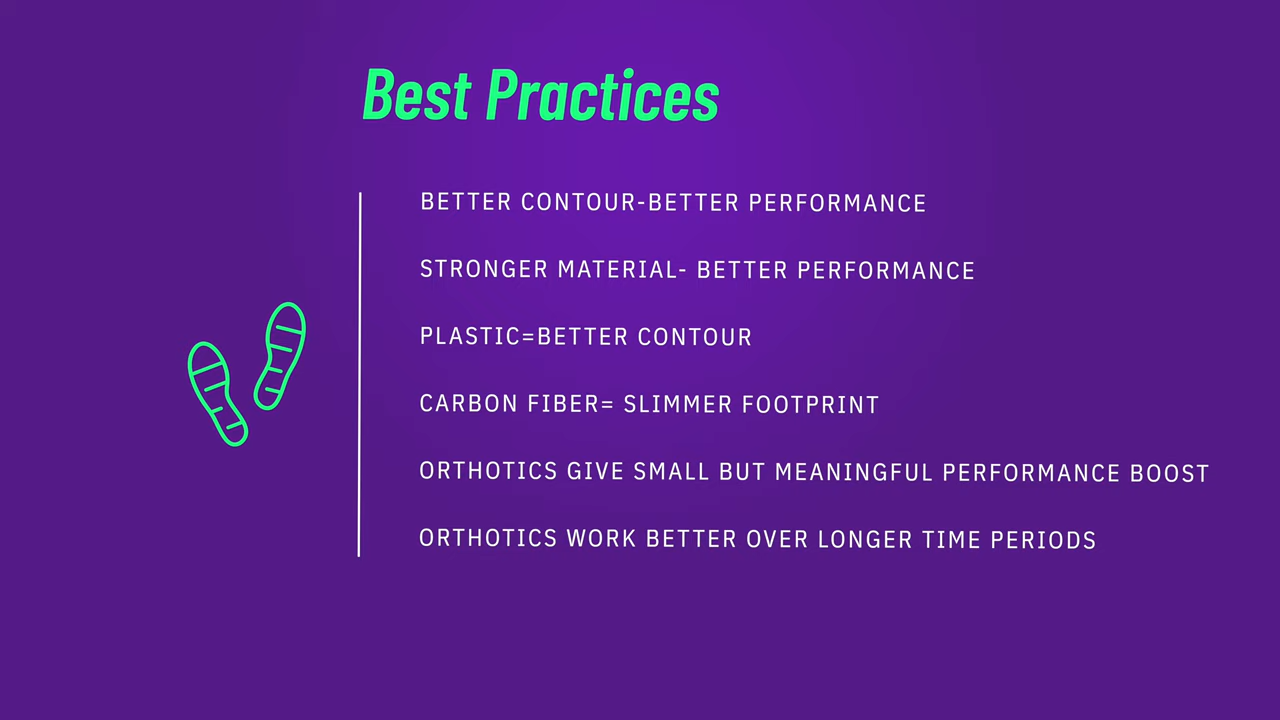 Best Practices
BETTER CONTOUR-BETTER PERFORMANCE
STRONGER MATERIAL- BETTER PERFORMANCE
PLASTIC=BETTER CONTOUR
CARBON FIBER= SLIMMER FOOTPRINT
ORTHOTICS GIVE SMALL BUT MEANINGFUL PERFORMANCE BOOST
ORTHOTICS WORK BETTER OVER LONGER TIME PERIODS